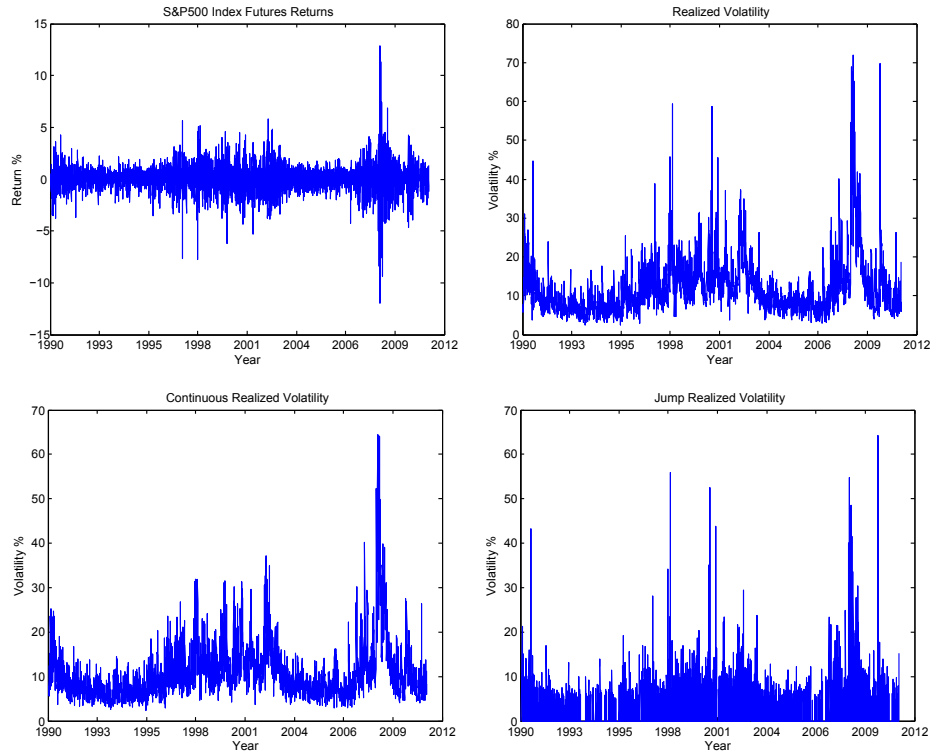 S&P500 Index Futures Returns
15
10
5
0
−5
−10
−15
Return %
1990 1993 1995 1998 2001 2004 2006 2009 2012
Year
Realized Volatility
80
70
60
50
40
30
20
10
0
Volatility %
1990 1993 1995 1998 2001 2004 2006 2009 2012
Year
Continuous Realized Volatility
70
60
50
40
30
20
10
0
Volatility %
1990 1993 1995 1998 2001 2004 2006 2009 2012
Year
Jump Realized Volatility
70
60
50
40
30
20
10
0
Volatility %
1990 1993 1995 1998 2001 2004 2006 2009 2012
Year